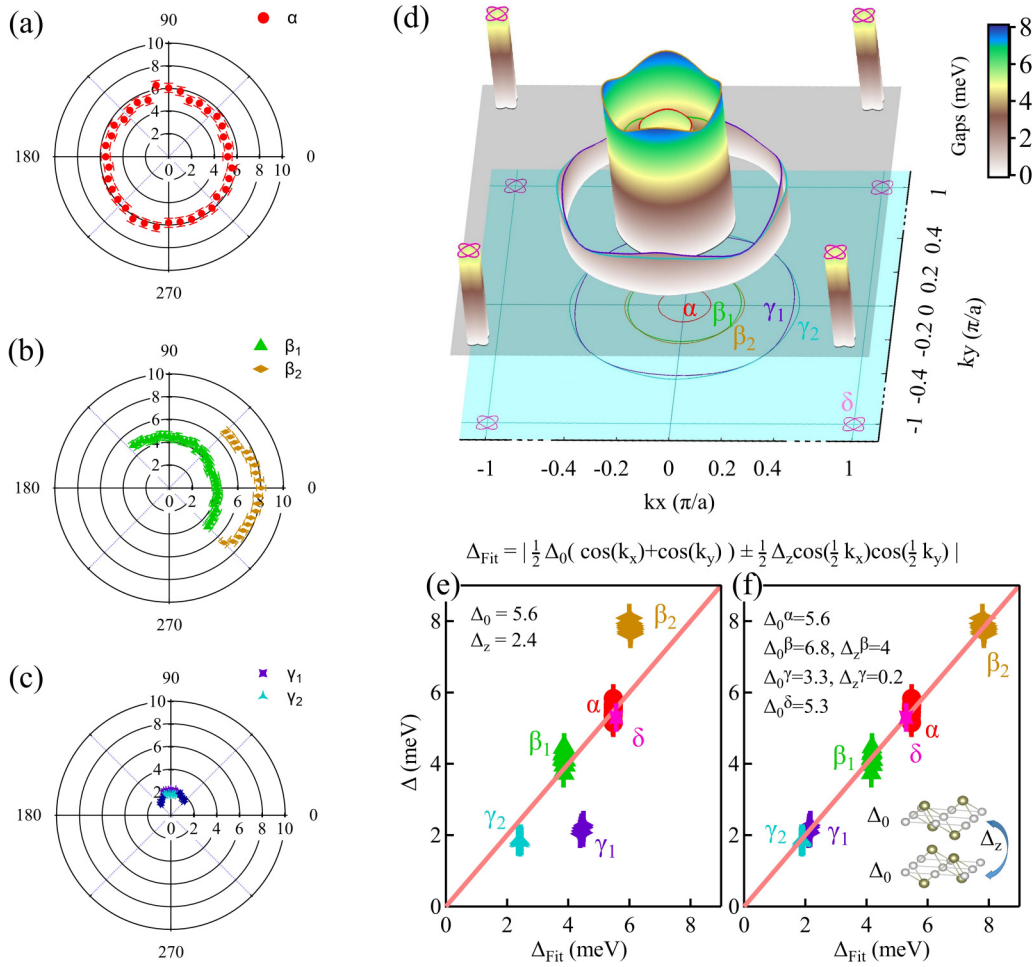 (a)
α
90
10
8
6
4
2
0
180
0 2 4 6 8 10
0
270
(b)
β1
β2
90
10
8
6
4
2
180
0 2 6 8 10
0
270
(c)
γ1
γ2
90
10
8
6
4
2
180
0 2 4 6 8 10
0
270
(d)
Gaps (meV)
8
6
4
2
0
α
β1
β2
γ1
γ2
δ
1
0.4
0.2
0
-0.2
-0.4
-1
ky (π/a)
-1 -0.4 -0.2 0 0.2 0.4 1
kx (π/a)
ΔFit = | ½ Δ0( cos(kx)+cos(ky) ) ± ½ Δzcos(½ kx)cos(½ ky) |
(e)
Δ0 = 5.6
Δz = 2.4
β2
α
δ
β1
γ2
γ1
Δ (meV)
8
6
4
2
0
0 2 4 6 8
ΔFit (meV)
(f)
Δ0α=5.6
Δ0β=6.8, Δzβ=4
Δ0γ=3.3, Δzγ=0.2
Δ0δ=5.3
β2
α
δ
β1
γ2
γ1
Δ0
Δz
Δ0
0 2 4 6 8
ΔFit (meV)